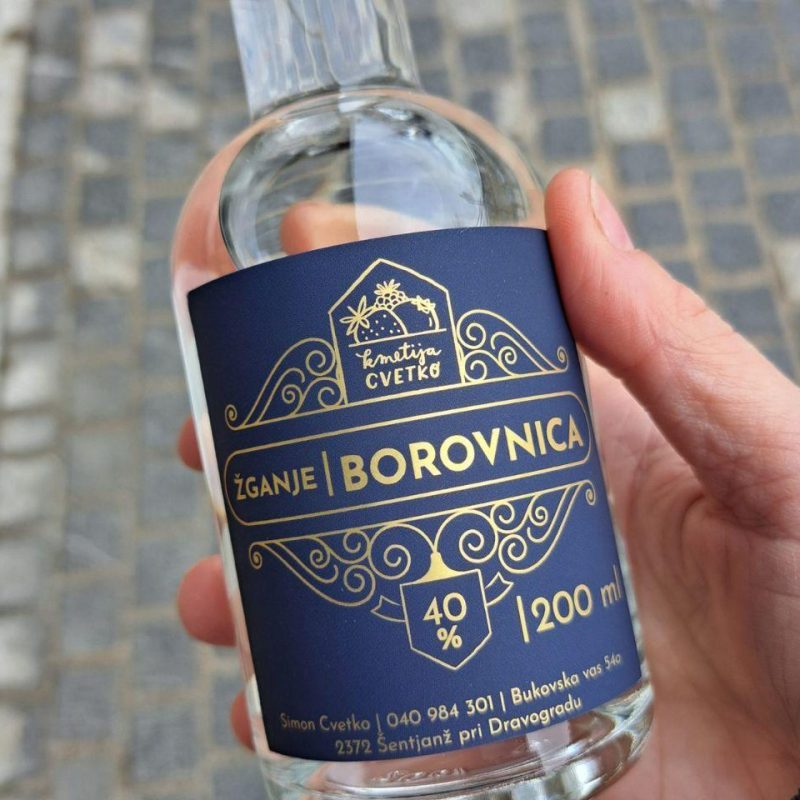 kmetija
CVETKO
ŽGANJE | BOROVNICA
40
%
|200 ml
Simon Cvetko | 040 984 301 | Bukovska vas 54a
2372 Šentjanž pri Dravogradu